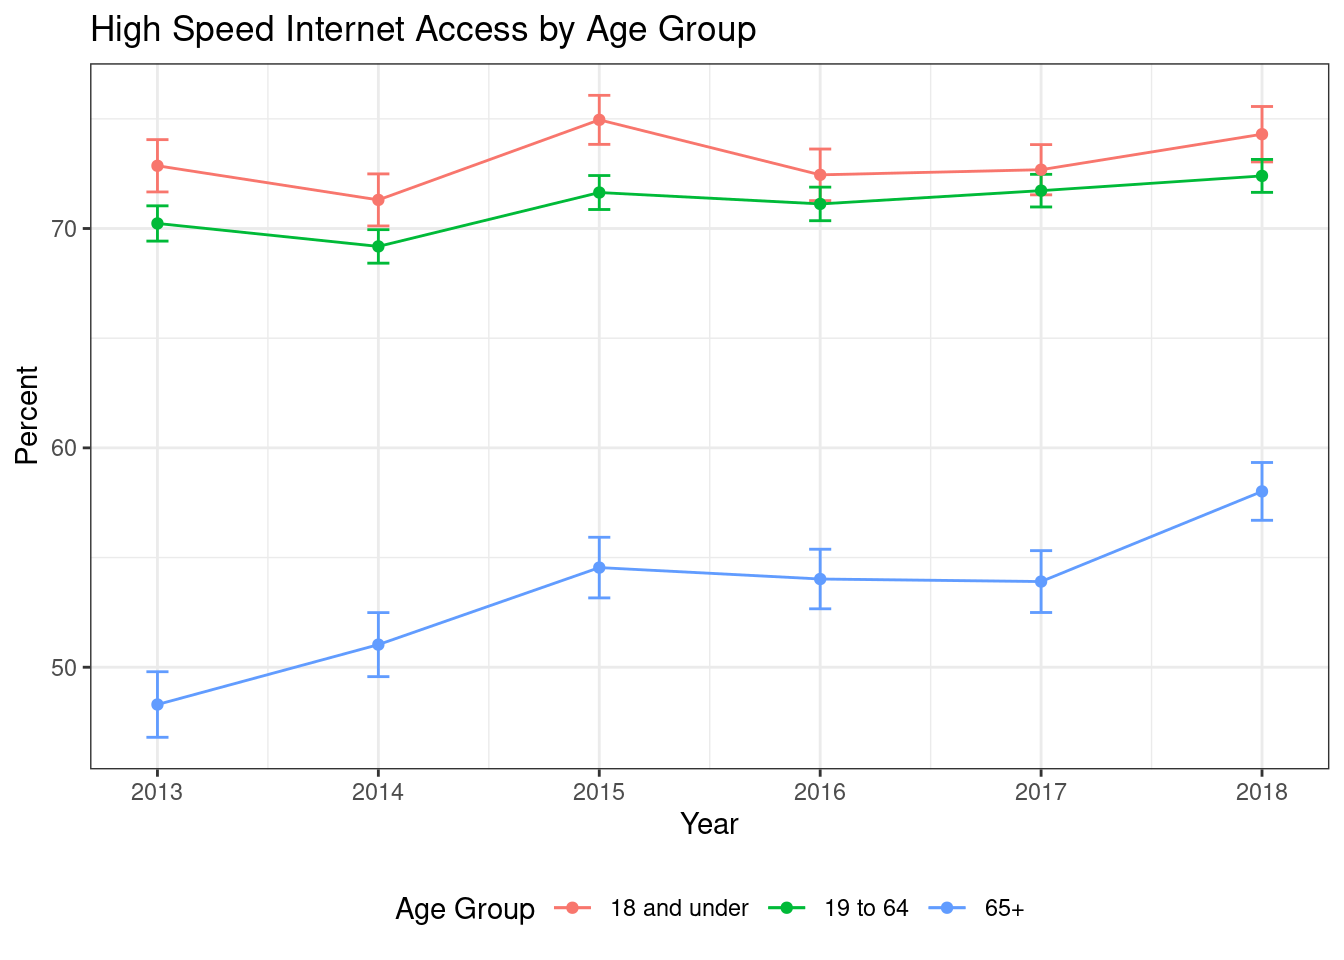 High Speed Internet Access by Age Group
Percent
70
60
50
2013 2014 2015 2016 2017 2018
Year
Age Group 18 and under 19 to 64 65+